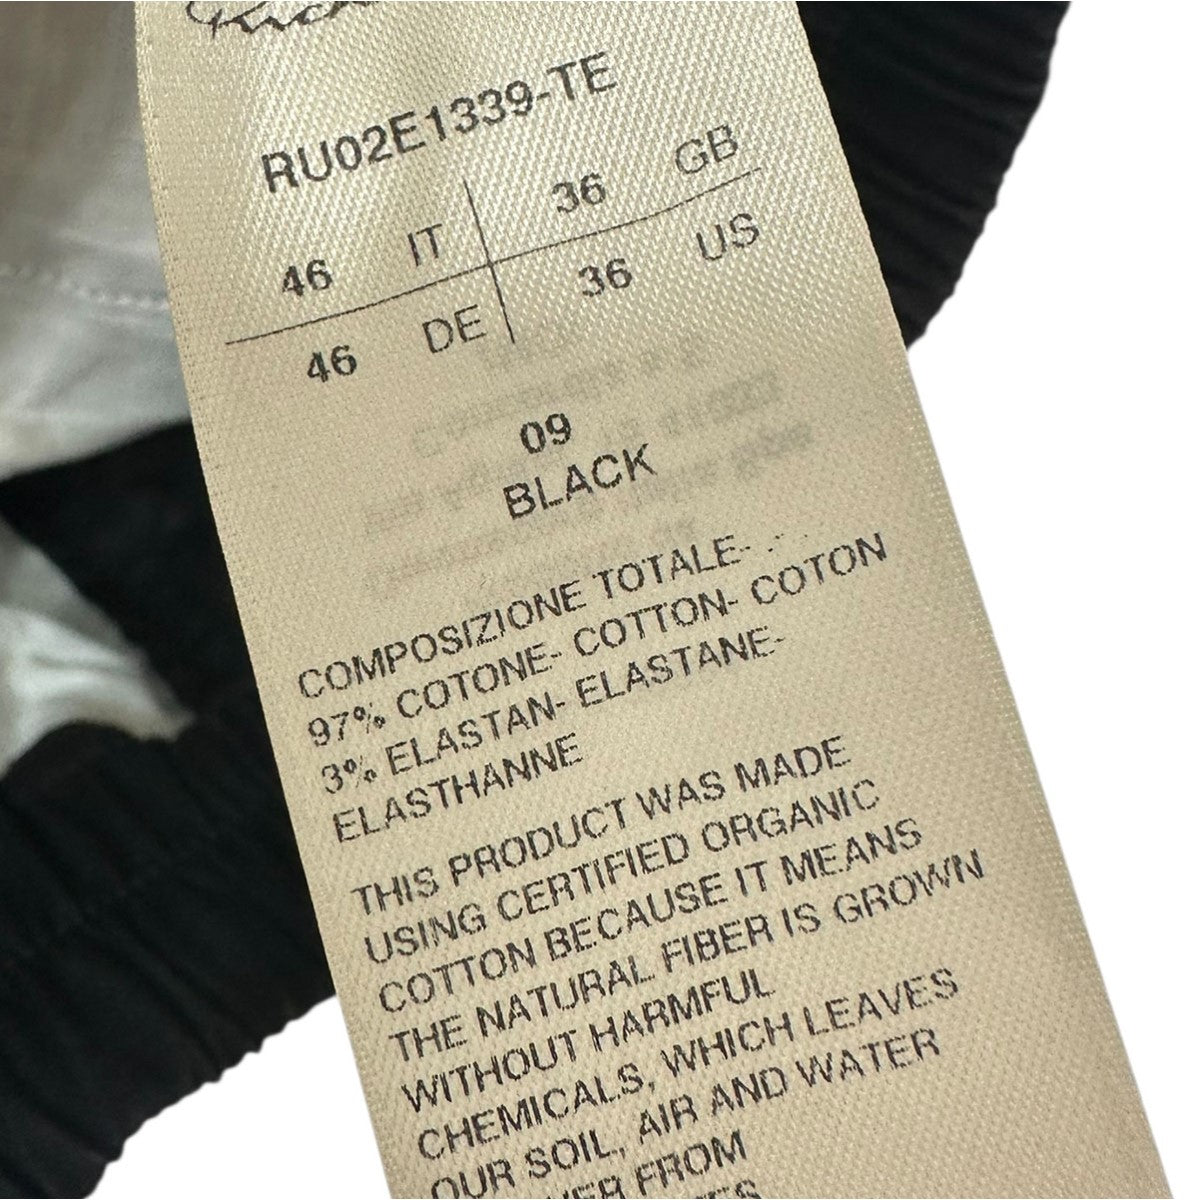 RU02E1339-TE
46 IT 36 GB
46 DE 36 US
09
BLACK
COMPOSIZIONE TOTALE-
97% COTONE- COTTON- COTON
3% ELASTAN- ELASTANE-
ELASTHANNE
THIS PRODUCT WAS MADE
USING CERTIFIED ORGANIC
COTTON BECAUSE IT MEANS
THE NATURAL FIBER IS GROWN
WITHOUT HARMFUL
CHEMICALS, WHICH LEAVES
OUR SOIL, AIR AND WATER
FROM